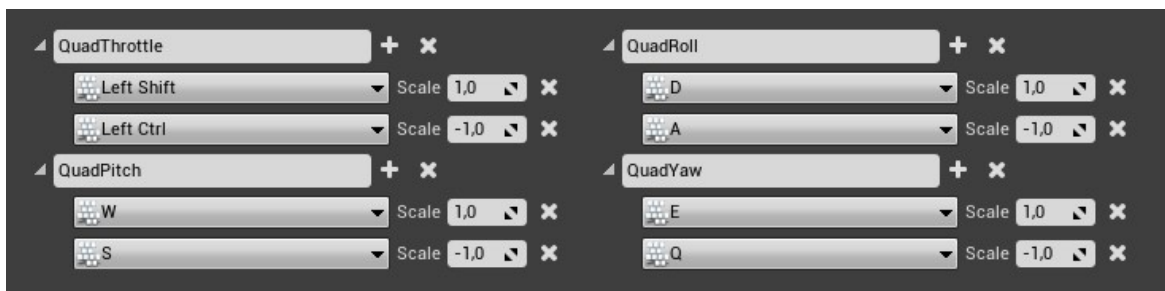 QuadThrottle
Left Shift Scale 1,0
Left Ctrl Scale -1,0
QuadPitch
W Scale 1,0
S Scale -1,0
QuadRoll
D Scale 1,0
A Scale -1,0
QuadYaw
E Scale 1,0
Q Scale -1,0